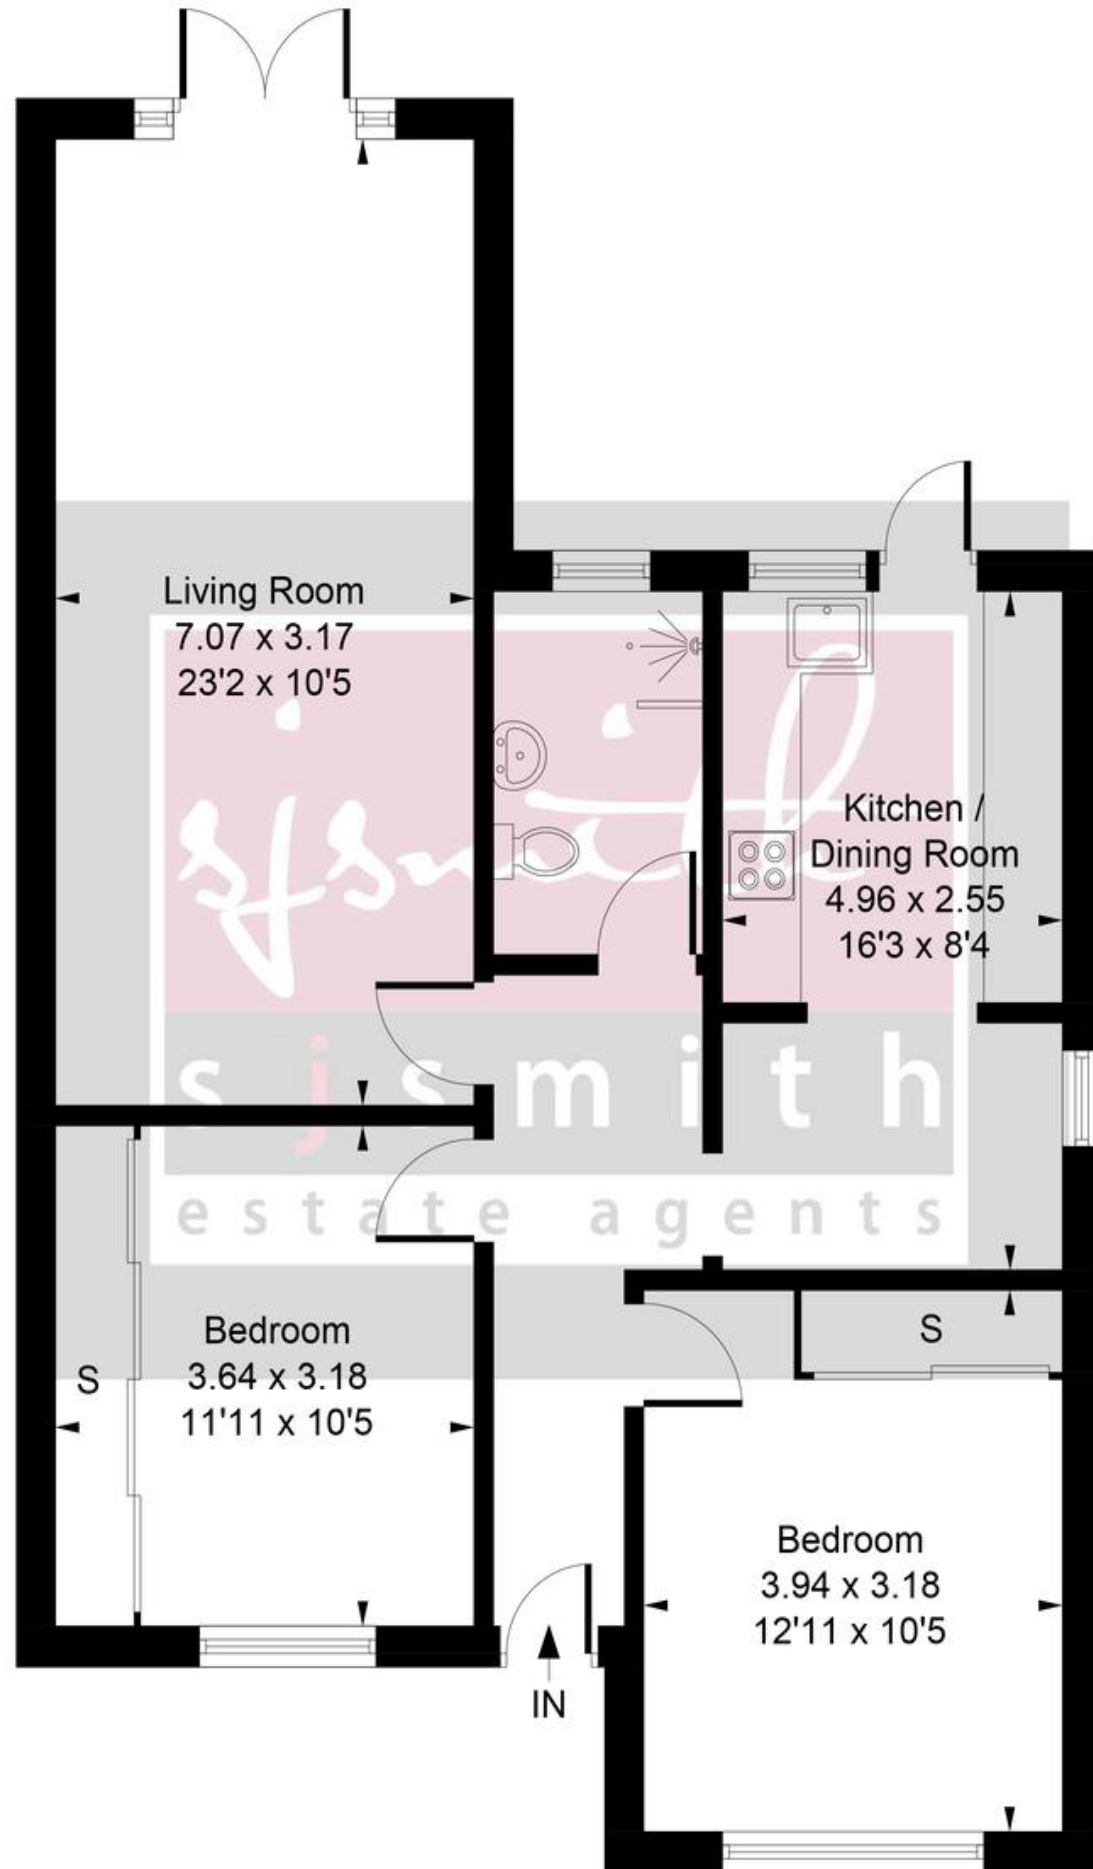 Living Room
7.07 x 3.17
23'2 x 10'5
Kitchen /
Dining Room
4.96 x 2.55
16'3 x 8'4
sjsmith
sjsmith
estate agents
Bedroom
3.64 x 3.18
11'11 x 10'5
S
S
Bedroom
3.94 x 3.18
12'11 x 10'5
IN